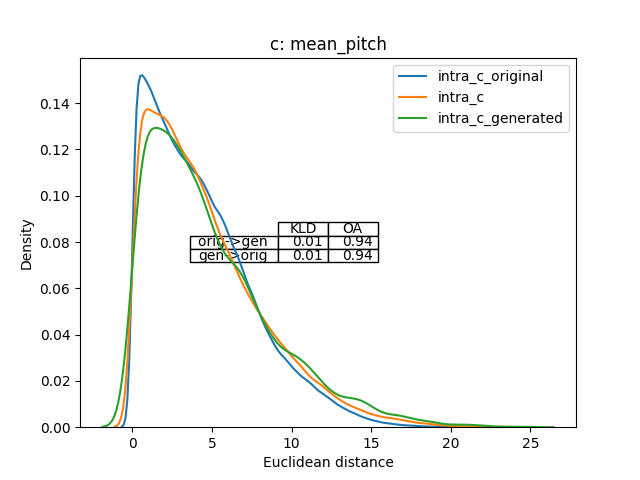 c: mean_pitch
intra_c_original
intra_c
intra_c_generated
KLD OA
orig->gen 0.01 0.94
gen->orig 0.01 0.94
Density
0.14
0.12
0.10
0.08
0.06
0.04
0.02
0.00
0 5 10 15 20 25
Euclidean distance